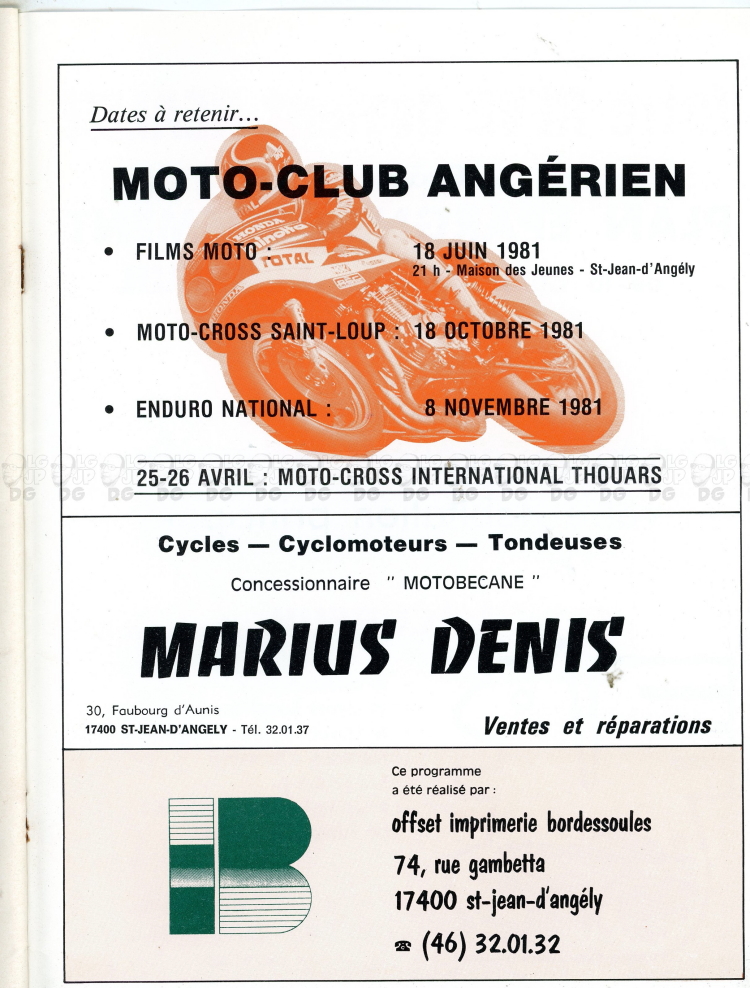 Dates à retenir...
MOTO-CLUB ANGÉRIEN
• FILMS MOTO : 18 JUIN 1981
21 h - Maison des Jeunes - St-Jean-d'Angély
• MOTO-CROSS SAINT-LOUP : 18 OCTOBRE 1981
• ENDURO NATIONAL : 8 NOVEMBRE 1981
HONDA
TOTAL
HONDA
25-26 AVRIL : MOTO-CROSS INTERNATIONAL THOUARS
Cycles — Cyclomoteurs — Tondeuses
Concessionnaire " MOTOBECANE "
MARIUS DENIS
30, Faubourg d'Aunis
17400 ST-JEAN-D'ANGELY - Tél. 32.01.37
Ventes et réparations
Ce programme
a été réalisé par :
offset imprimerie bordessoules
74, rue gambetta
17400 st-jean-d'angély
☎ (46) 32.01.32